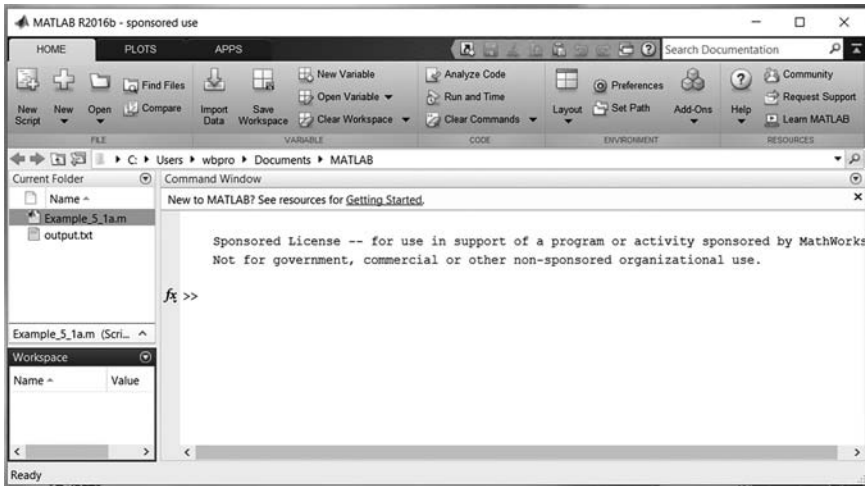 MATLAB R2016b - sponsored use
HOME PLOTS APPS
Search Documentation
New Script
New
Open
Find Files
Compare
Import Data
Save Workspace
New Variable
Open Variable
Clear Workspace
Analyze Code
Run and Time
Clear Commands
Layout
Preferences
Set Path
Add-Ons
Help
Community
Request Support
Learn MATLAB
FILE VARIABLE CODE ENVIRONMENT RESOURCES
C: Users wbpro Documents MATLAB
Current Folder
Name
Example_5_1a.m
output.txt
Example_5_1a.m (Scri...
Workspace
Name Value
Command Window
New to MATLAB? See resources for Getting Started.
Sponsored License -- for use in support of a program or activity sponsored by MathWorks
Not for government, commercial or other non-sponsored organizational use.
fx >>
Ready